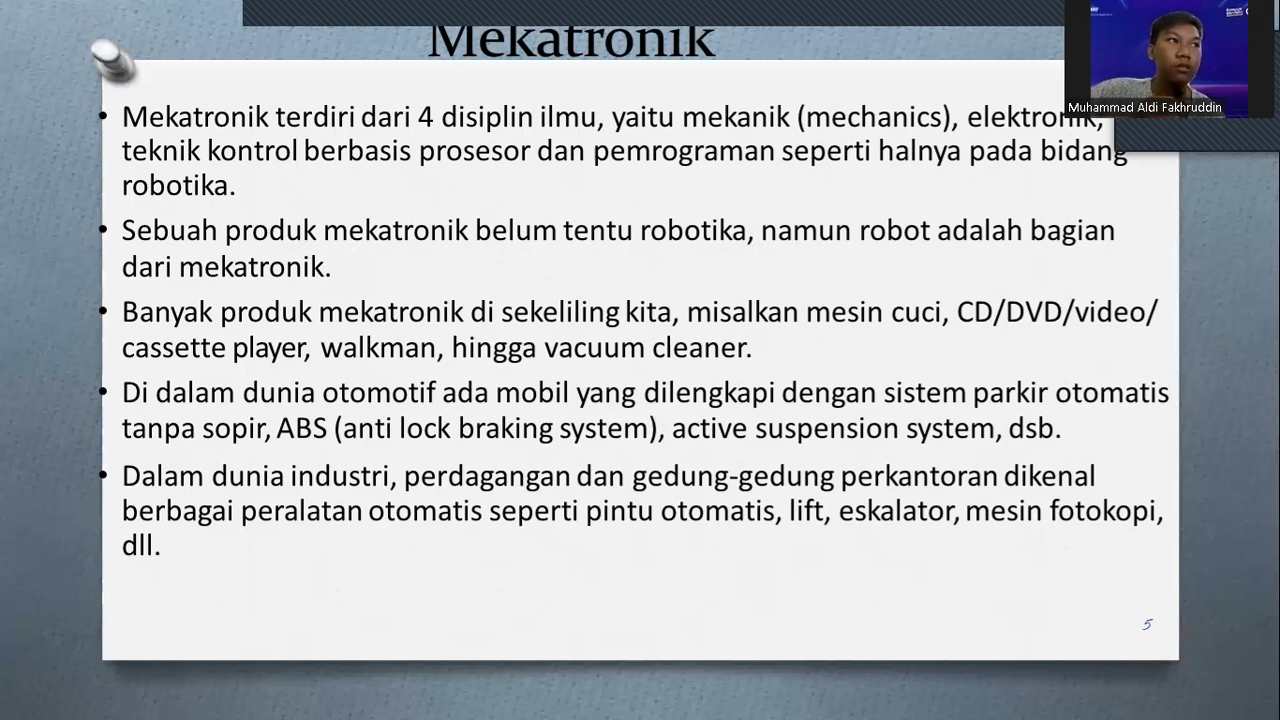 Mekatronik
Muhammad Aldi Fakhruddin
• Mekatronik terdiri dari 4 disiplin ilmu, yaitu mekanik (mechanics), elektronik,
teknik kontrol berbasis prosesor dan pemrograman seperti halnya pada bidang
robotika.
• Sebuah produk mekatronik belum tentu robotika, namun robot adalah bagian
dari mekatronik.
• Banyak produk mekatronik di sekeliling kita, misalkan mesin cuci, CD/DVD/video/
cassette player, walkman, hingga vacuum cleaner.
• Di dalam dunia otomotif ada mobil yang dilengkapi dengan sistem parkir otomatis
tanpa sopir, ABS (anti lock braking system), active suspension system, dsb.
• Dalam dunia industri, perdagangan dan gedung-gedung perkantoran dikenal
berbagai peralatan otomatis seperti pintu otomatis, lift, eskalator, mesin fotokopi,
dll.
5